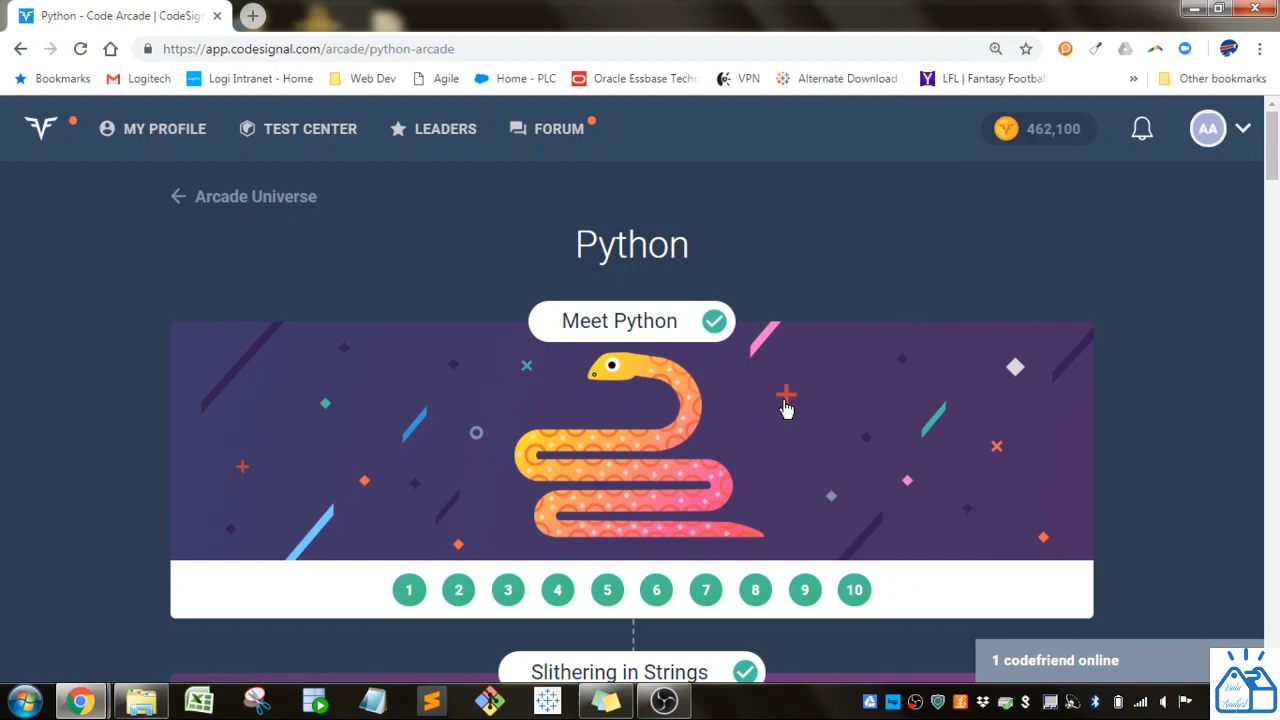 Python - Code Arcade | CodeSig
https://app.codesignal.com/arcade/python-arcade
Bookmarks
Logitech
Logi Intranet - Home
Web Dev
Agile
Home - PLC
Oracle Essbase Tech
VPN
Alternate Download
LFL | Fantasy Football
»
Other bookmarks
MY PROFILE
TEST CENTER
LEADERS
FORUM
462,100
AA
Arcade Universe
Python
Meet Python
1 2 3 4 5 6 7 8 9 10
Slithering in Strings
1 codefriend online
Data
Analyst